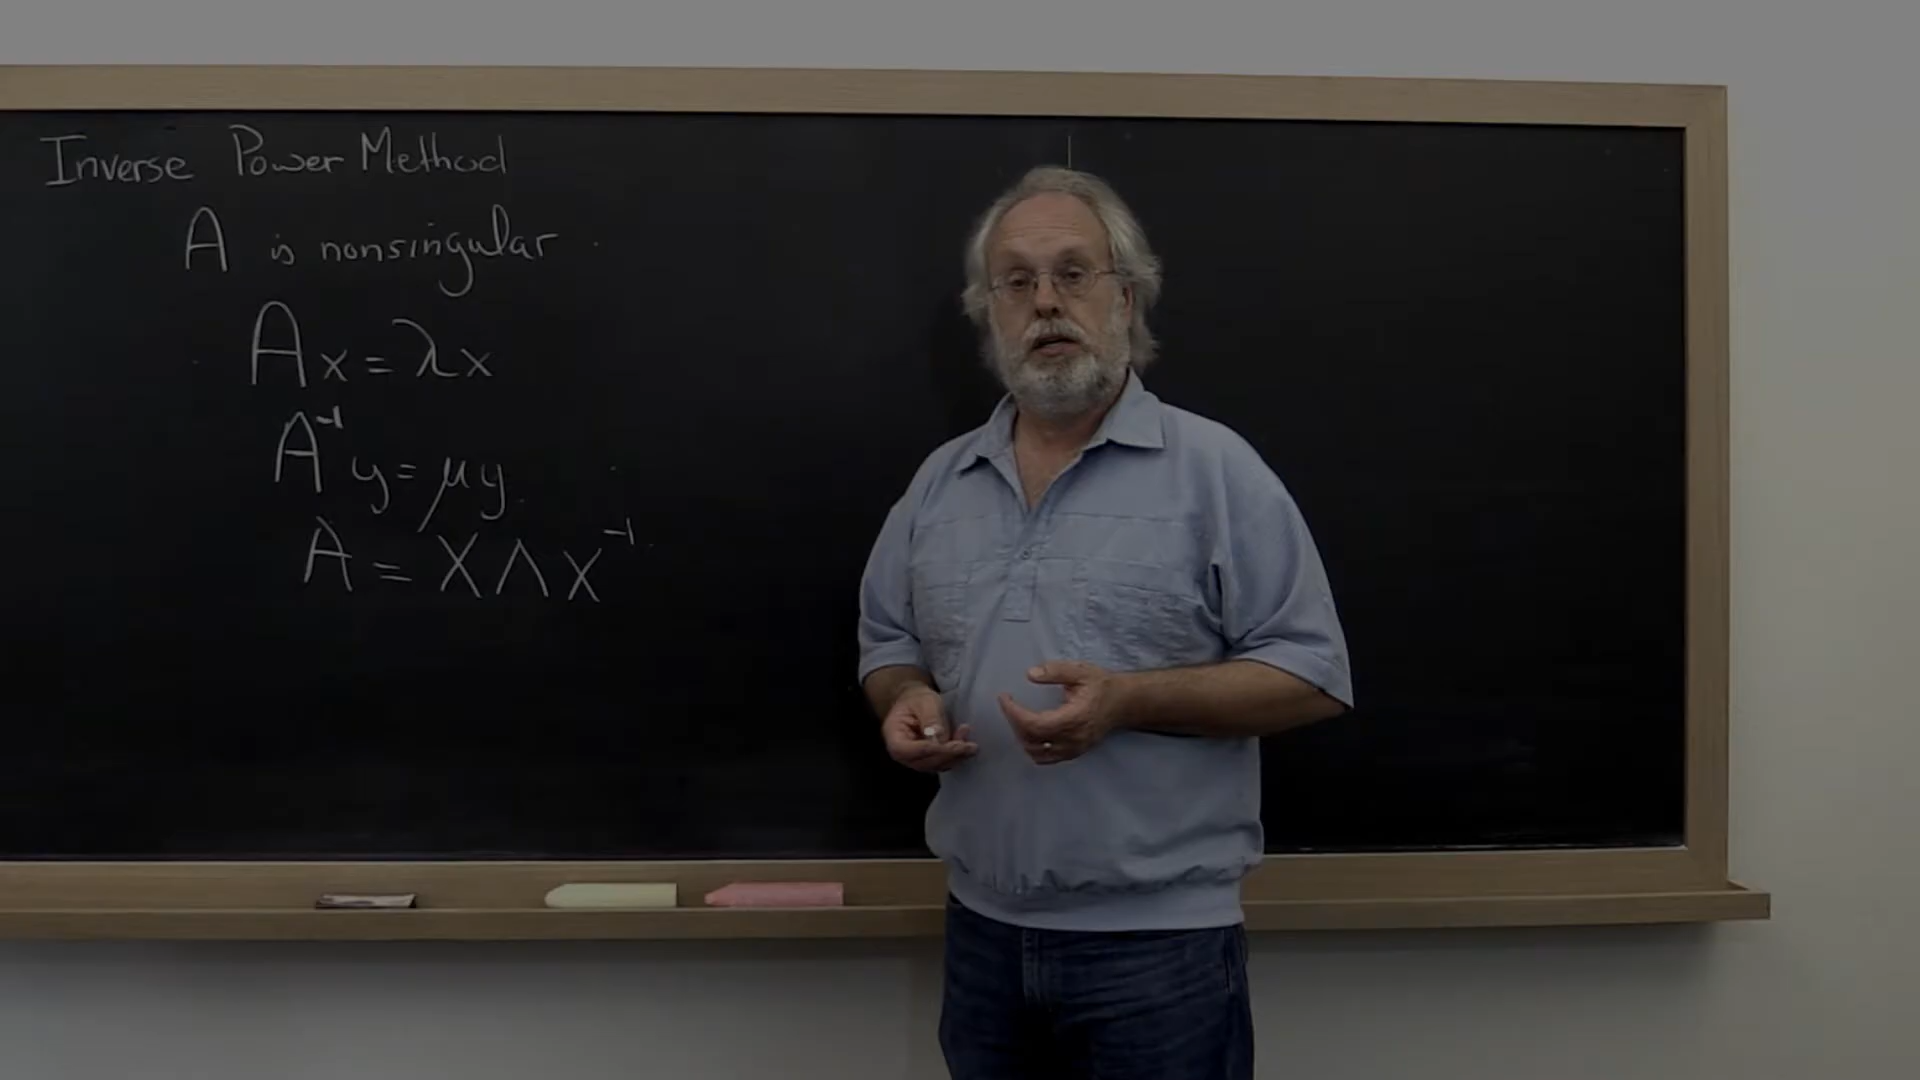 Inverse Power Method
A is nonsingular
Ax = λx
A⁻¹y = μy
A = XΛX⁻¹